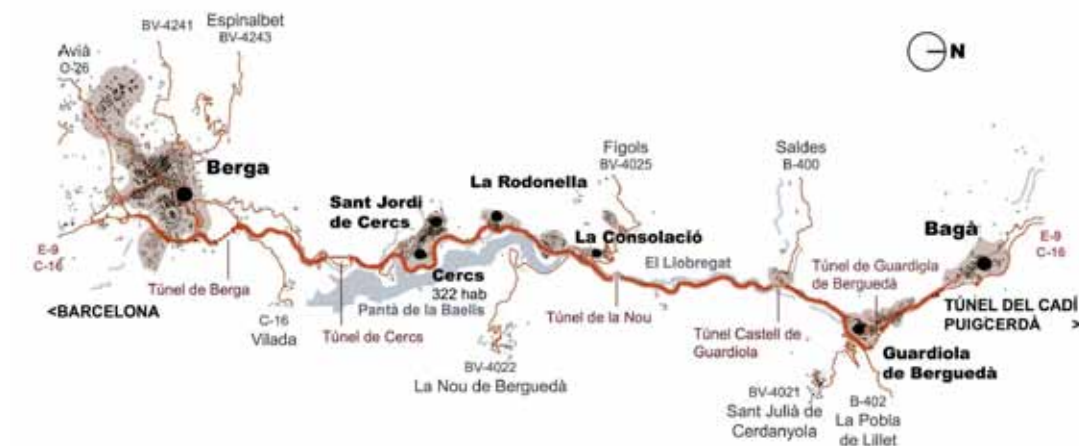 BV-4241
Espinalbet
BV-4243
Avià
O-26
N
Berga
Sant Jordi
de Cercs
La Rodonella
Figols
BV-4025
Saldes
B-400
Bagà
E-9
C-16
E-9
C-16
Túnel de Berga
<BARCELONA
C-16
Vilada
Túnel de Cercs
Cercs
322 hab
Pantà de la Baells
BV-4022
La Nou de Berguedà
La Consolació
El Llobregat
Túnel de la Nou
Túnel Castell de
Guardiola
Túnel de Guardiola
de Berguedà
TÚNEL DEL CADÍ
PUIGCERDÀ >
Guardiola
de Berguedà
BV-4021
Sant Julià de
Cerdanyola
B-402
La Pobla
de Lillet